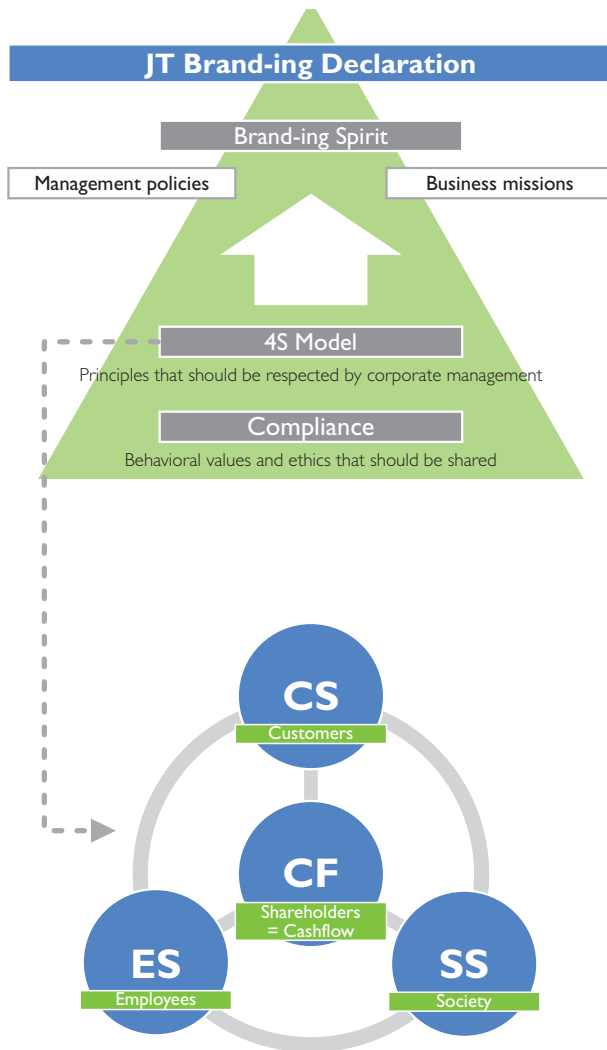 JT Brand-ing Declaration
Brand-ing Spirit
Management policies
Business missions
4S Model
Principles that should be respected by corporate management
Compliance
Behavioral values and ethics that should be shared
CS
Customers
CF
Shareholders
= Cashflow
ES
Employees
SS
Society